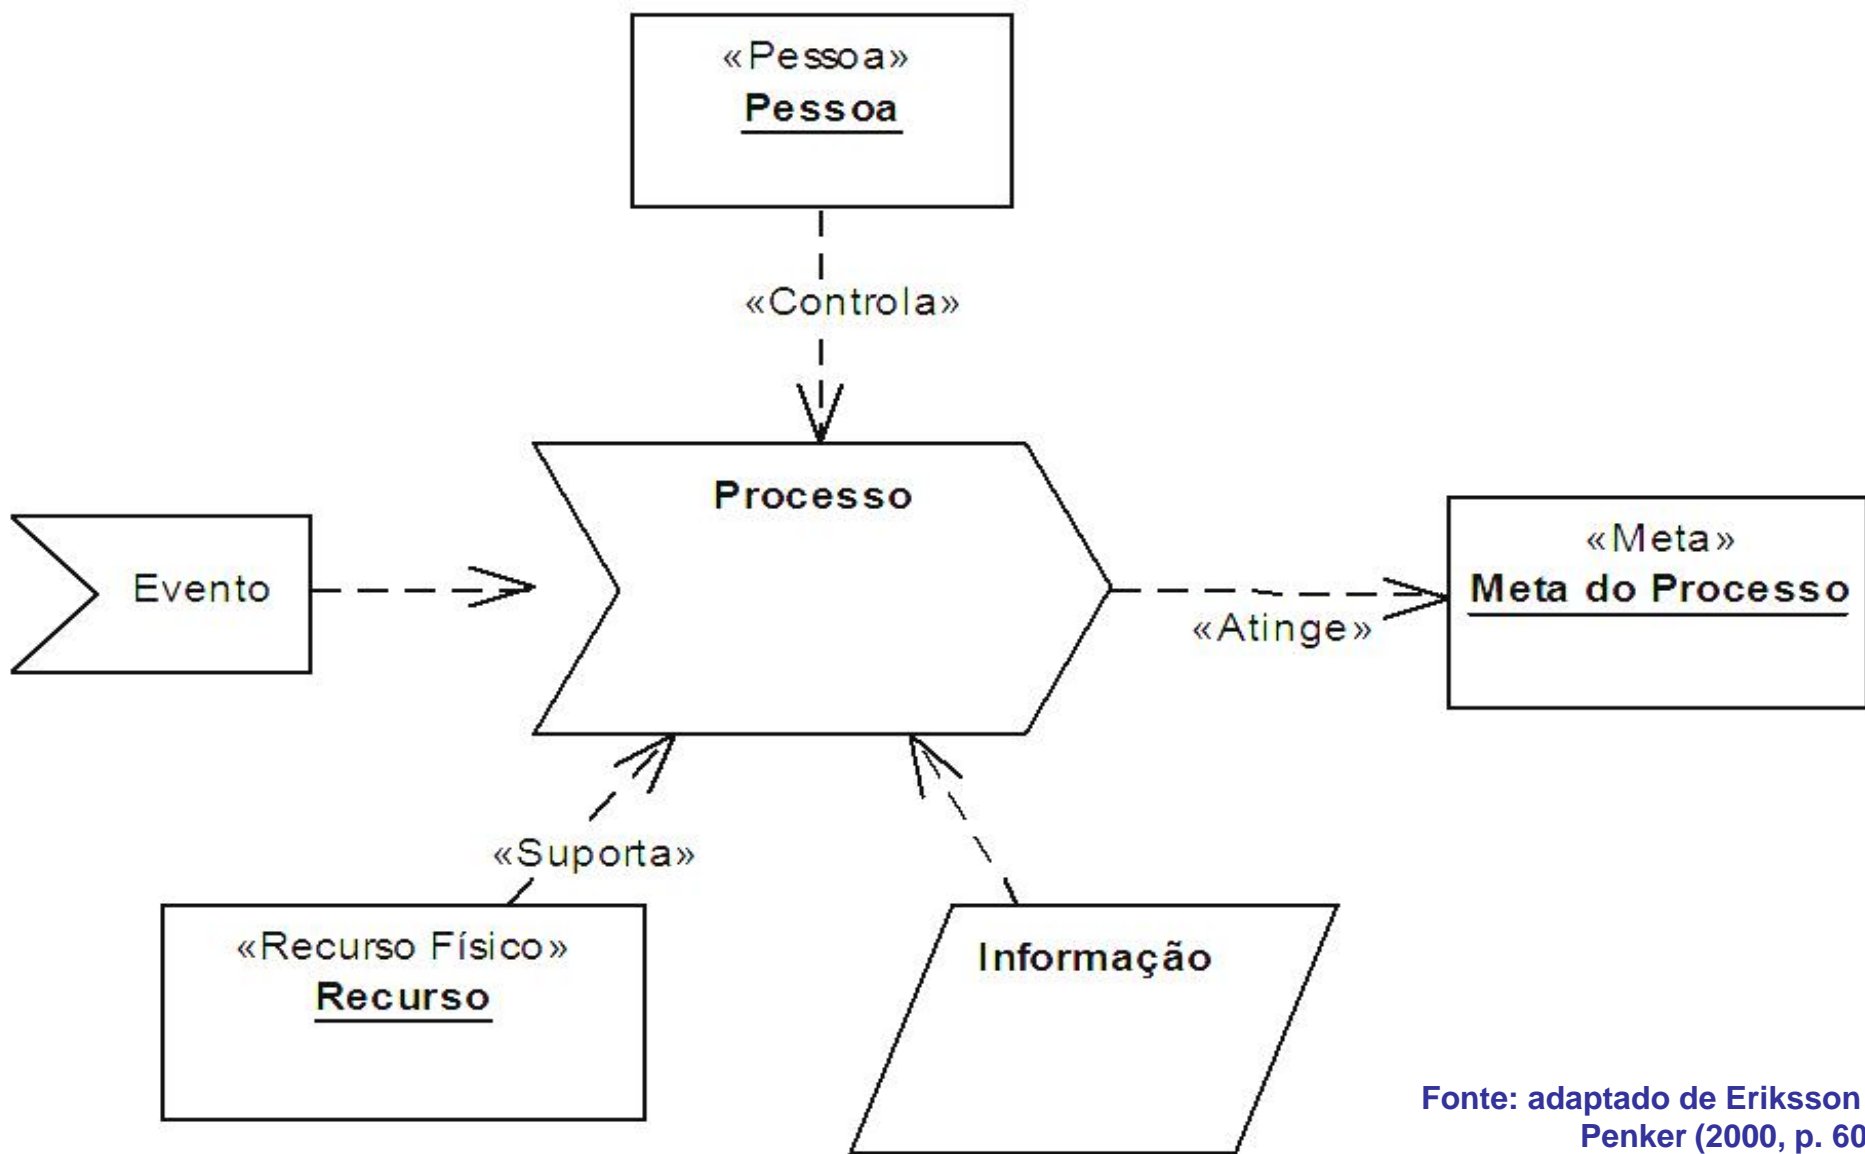 «Pessoa»
Pessoa
«Controla»
Processo
Evento
«Meta»
Meta do Processo
«Atinge»
«Suporta»
«Recurso Físico»
Recurso
Informação
Fonte: adaptado de Eriksson
Penker (2000, p. 60